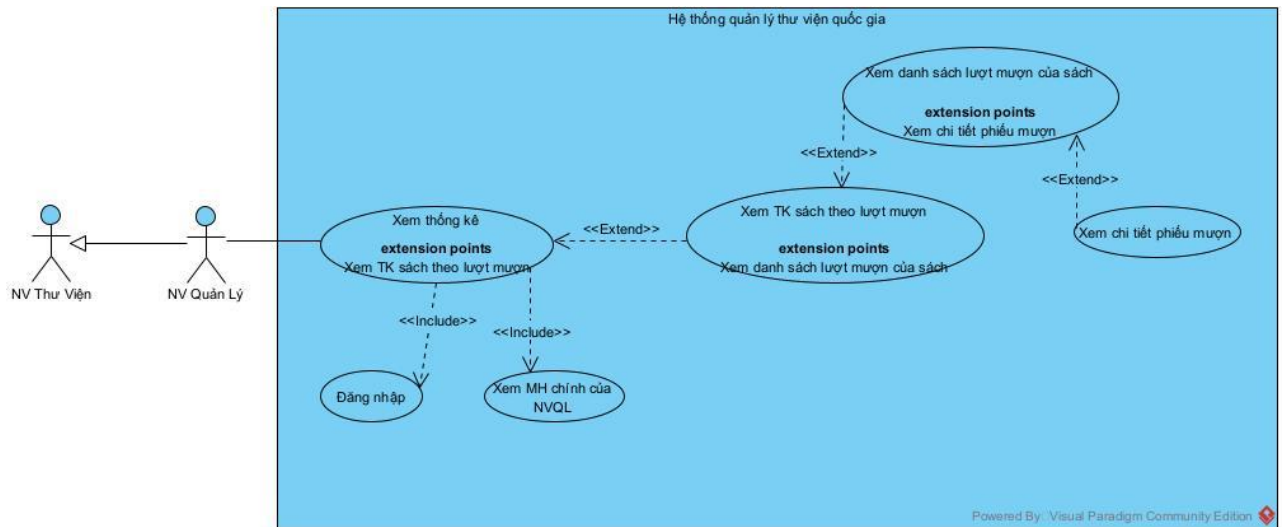 Hệ thống quản lý thư viện quốc gia
Xem danh sách lượt mượn của sách
extension points
Xem chi tiết phiếu mượn
<<Extend>>
<<Extend>>
Xem TK sách theo lượt mượn
extension points
Xem danh sách lượt mượn của sách
Xem chi tiết phiếu mượn
<<Extend>>
Xem thống kê
extension points
Xem TK sách theo lượt mượn
NV Thư Viện
NV Quản Lý
<<Include>>
<<Include>>
Đăng nhập
Xem MH chính của
NVQL
Powered By Visual Paradigm Community Edition